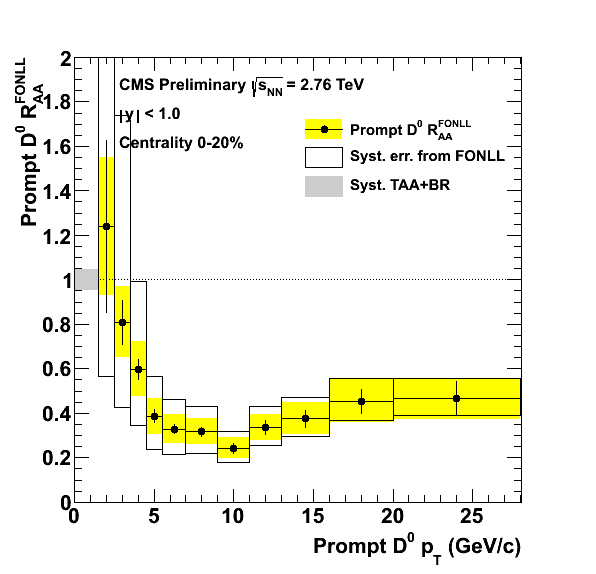 CMS Preliminary √sNN = 2.76 TeV
|y| < 1.0
Centrality 0-20%
Prompt D0 RAAFONLL
Syst. err. from FONLL
Syst. TAA+BR
Prompt D0 RAAFONLL
2
1.8
1.6
1.4
1.2
1
0.8
0.6
0.4
0.2
0
0 5 10 15 20 25
Prompt D0 pT (GeV/c)